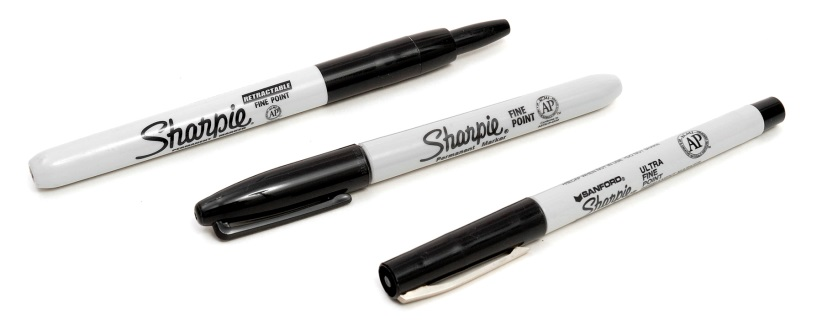 RETRACTABLE
FINE POINT
Sharpie
AP
Sharpie®
Permanent Marker
FINE
POINT
AP
SANFORD®
Sharpie
ULTRA
FINE
POINT
AP